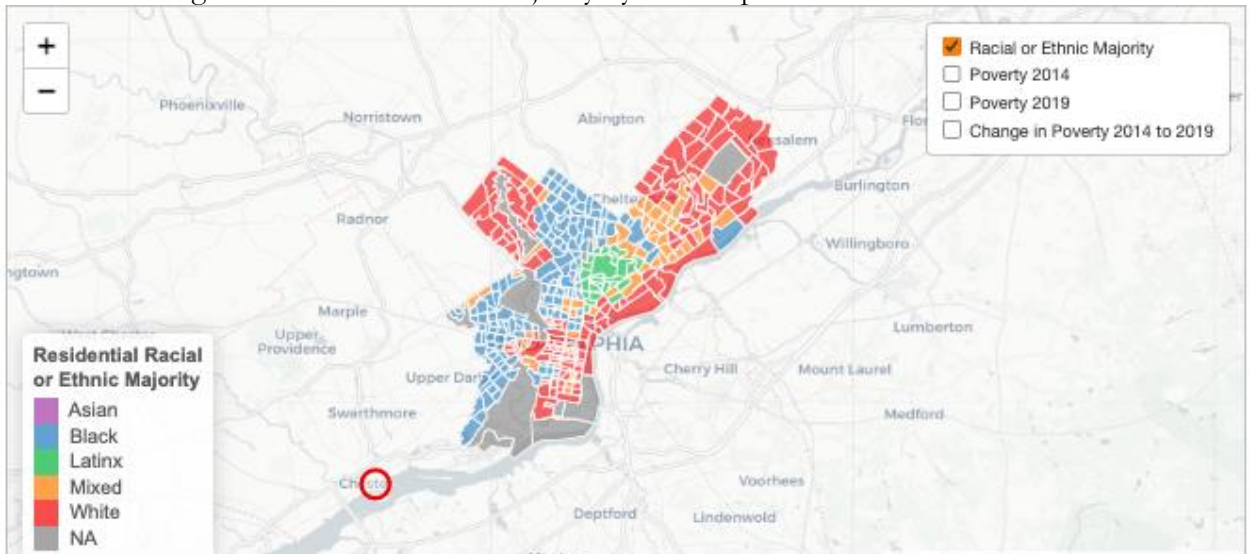 +
Racial or Ethnic Majority
−
Poverty 2014
Poverty 2019
Change in Poverty 2014 to 2019
Phoenixville
Norristown
Abington
Burlington
Radnor
Willingboro
Marple
Upper
Providence
Lumberton
PHIA
Cherry Hill
Mount Laurel
Swarthmore
Medford
Voorhees
Deptford
Lindenwold
Residential Racial
or Ethnic Majority
Asian
Black
Latinx
Mixed
White
NA